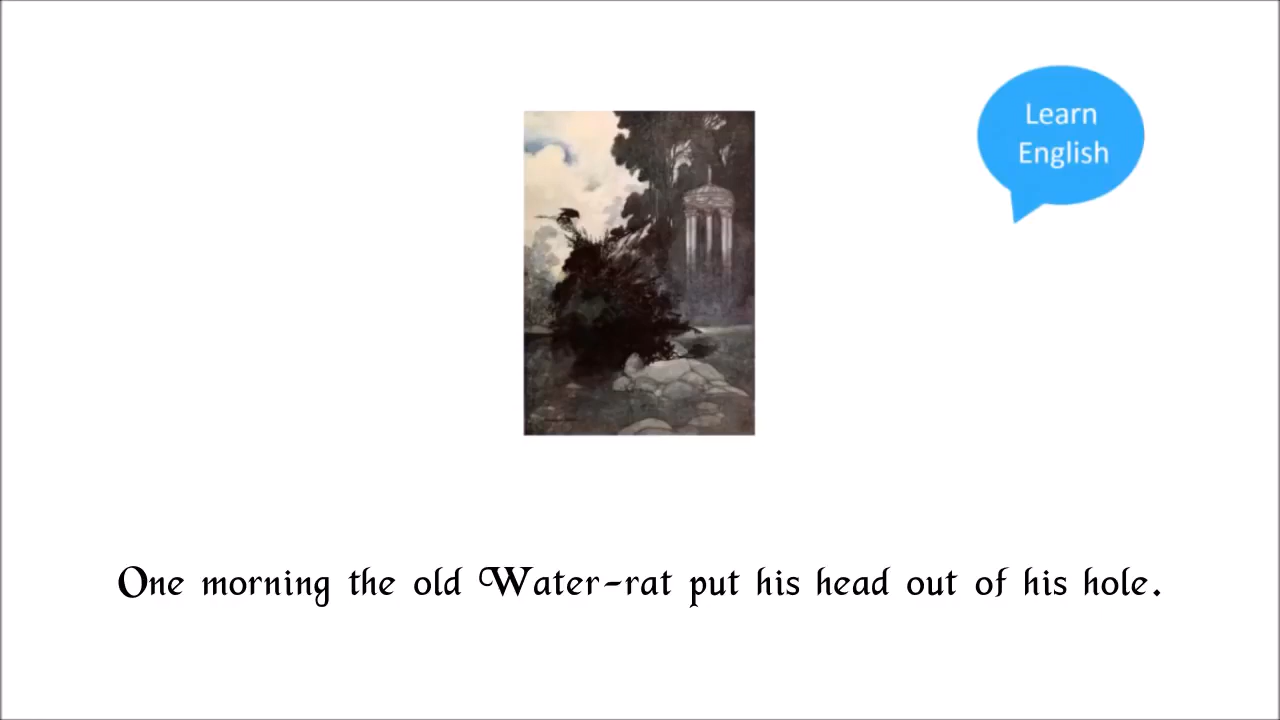 Learn
English
One morning the old Water-rat put his head out of his hole.